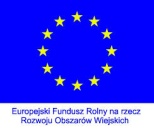 Europejski Fundusz Rolny na rzecz
Rozwoju Obszarów Wiejskich